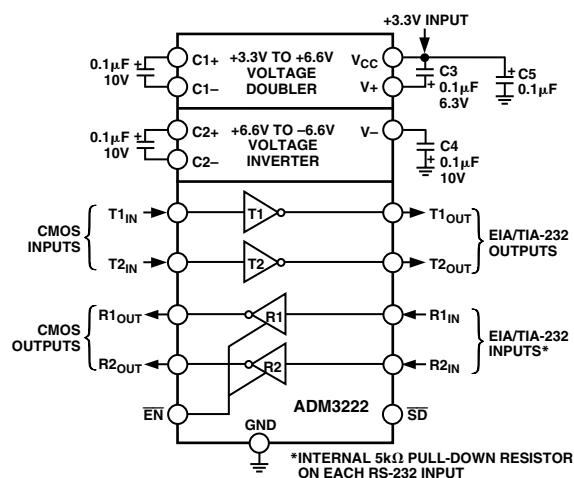 +3.3V INPUT
0.1μF
10V
C1+
C1–
+3.3V TO +6.6V
VOLTAGE
DOUBLER
VCC
V+
C3
0.1μF
6.3V
C5
0.1μF
0.1μF
10V
C2+
C2–
+6.6V TO –6.6V
VOLTAGE
INVERTER
V–
C4
0.1μF
10V
CMOS
INPUTS
T1IN
T1
T1OUT
T2IN
T2
T2OUT
EIA/TIA-232
OUTPUTS
CMOS
OUTPUTS
R1OUT
R1
R1IN
R2OUT
R2
R2IN
EIA/TIA-232
INPUTS*
EN
ADM3222
SD
GND
*INTERNAL 5kΩ PULL-DOWN RESISTOR
ON EACH RS-232 INPUT